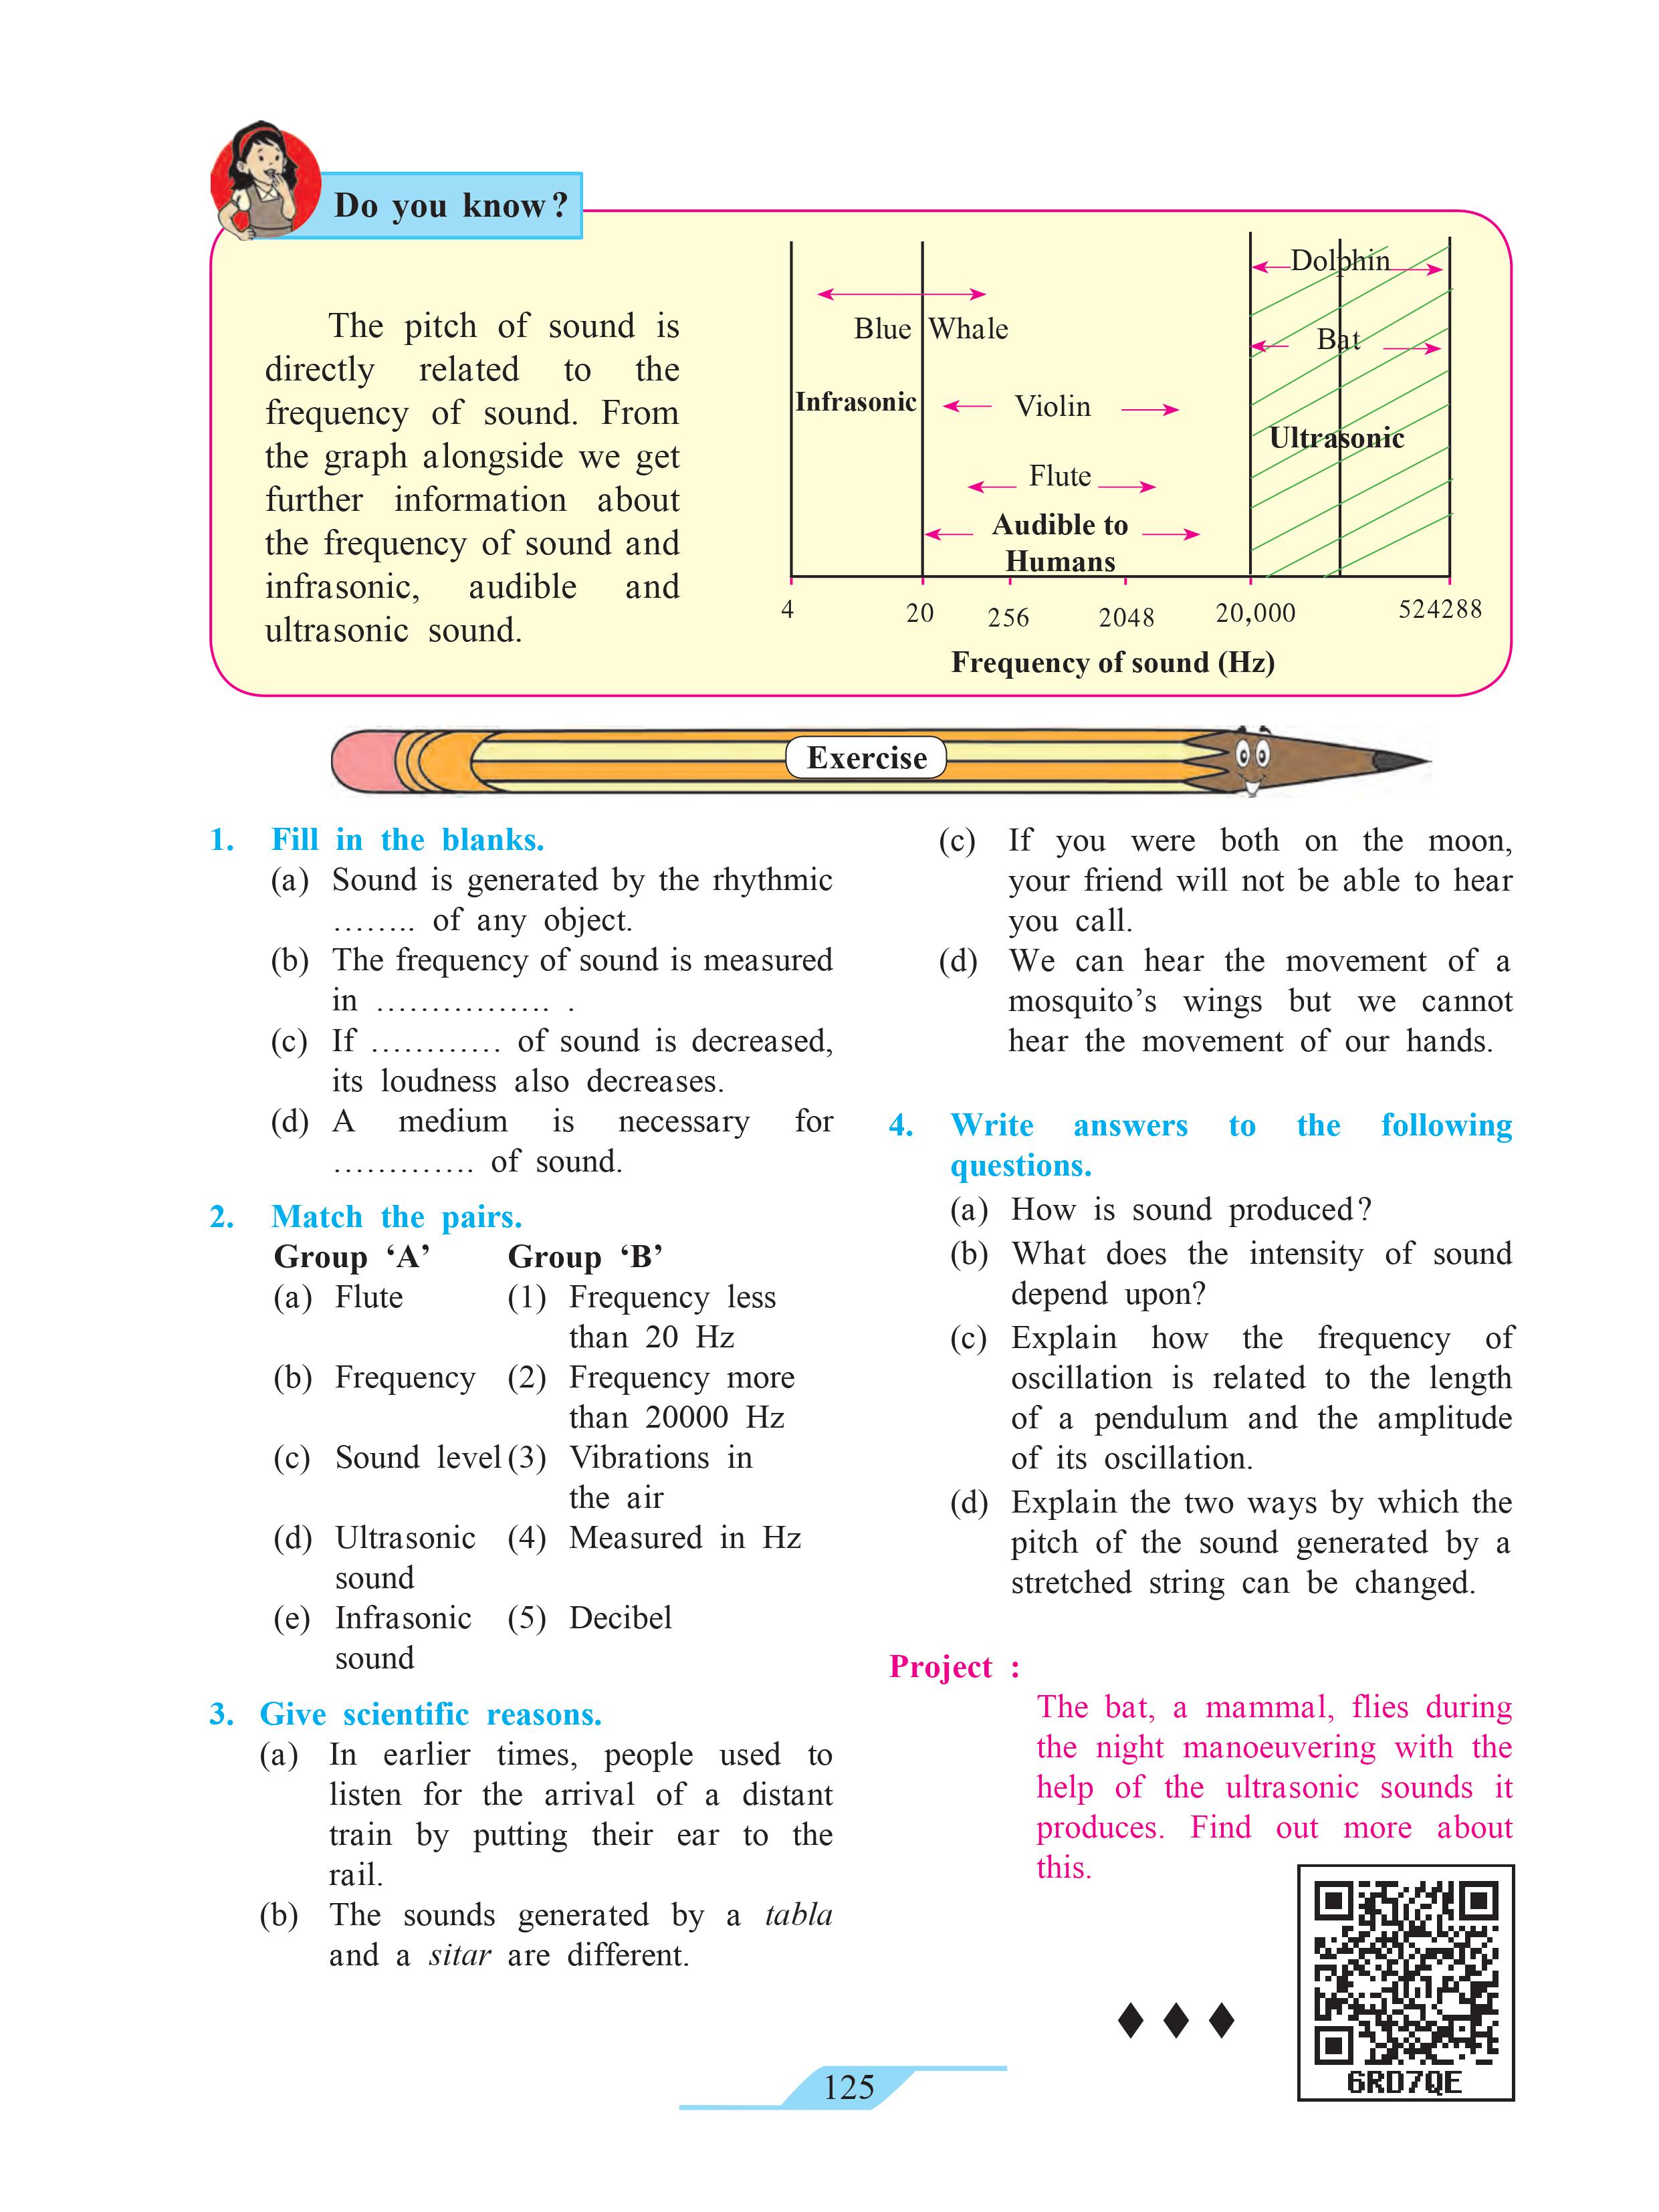 Do you know?
The pitch of sound is
directly related to the
frequency of sound. From
the graph alongside we get
further information about
the frequency of sound and
infrasonic, audible and
ultrasonic sound.
Dolphin
Blue Whale
Bat
Infrasonic
Violin
Ultrasonic
Flute
Audible to
Humans
4 20 256 2048 20,000 524288
Frequency of sound (Hz)
Exercise
1. Fill in the blanks.
(a) Sound is generated by the rhythmic
…….. of any object.
(b) The frequency of sound is measured
in ……………. .
(c) If ………… of sound is decreased,
its loudness also decreases.
(d) A medium is necessary for
…………. of sound.
2. Match the pairs.
Group ‘A’ Group ‘B’
(a) Flute (1) Frequency less
than 20 Hz
(b) Frequency (2) Frequency more
than 20000 Hz
(c) Sound level (3) Vibrations in
the air
(d) Ultrasonic (4) Measured in Hz
sound
(e) Infrasonic (5) Decibel
sound
3. Give scientific reasons.
(a) In earlier times, people used to
listen for the arrival of a distant
train by putting their ear to the
rail.
(b) The sounds generated by a tabla
and a sitar are different.
(c) If you were both on the moon,
your friend will not be able to hear
you call.
(d) We can hear the movement of a
mosquito’s wings but we cannot
hear the movement of our hands.
4. Write answers to the following
questions.
(a) How is sound produced?
(b) What does the intensity of sound
depend upon?
(c) Explain how the frequency of
oscillation is related to the length
of a pendulum and the amplitude
of its oscillation.
(d) Explain the two ways by which the
pitch of the sound generated by a
stretched string can be changed.
Project :
The bat, a mammal, flies during
the night manoeuvering with the
help of the ultrasonic sounds it
produces. Find out more about
this.
6RD7QE
125